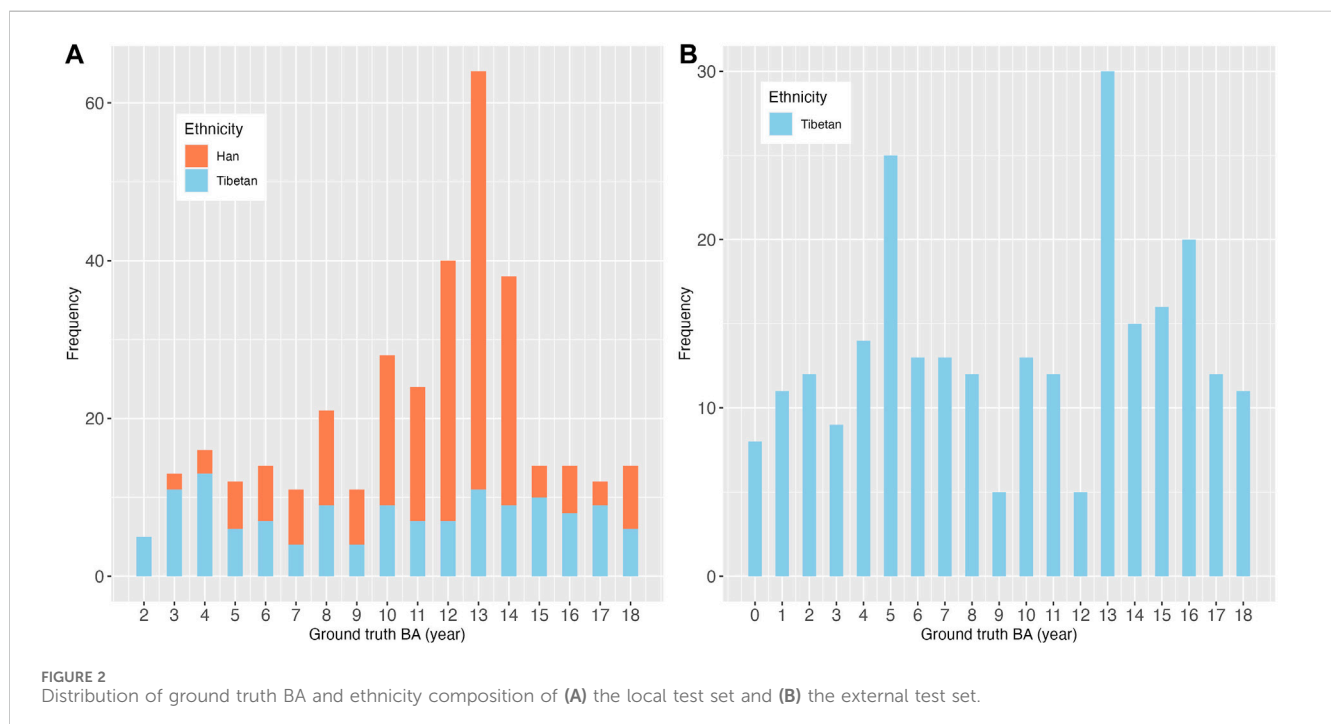 A
Ethnicity
Han
Tibetan
Frequency
60
40
20
0
2 3 4 5 6 7 8 9 10 11 12 13 14 15 16 17 18
Ground truth BA (year)
B
Ethnicity
Tibetan
Frequency
30
20
10
0
0 1 2 3 4 5 6 7 8 9 10 11 12 13 14 15 16 17 18
Ground truth BA (year)
FIGURE 2
Distribution of ground truth BA and ethnicity composition of (A) the local test set and (B) the external test set.